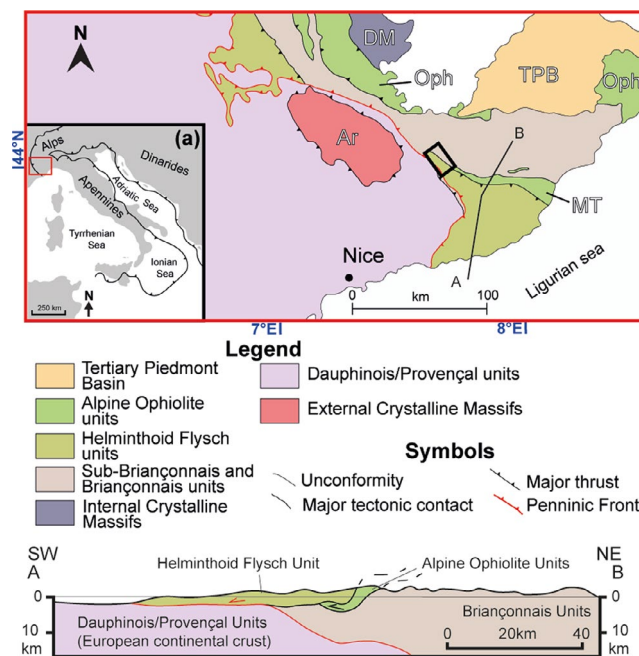 N
DM
Oph
TPB
Oph
(a)
44°N
Alps
Dinarides
Adriatic Sea
Apennines
Tyrrhenian
Sea
Ionian
Sea
250 km
N
Ar
B
MT
A
Nice
Ligurian sea
0 100
km
7°EI 8°EI
Legend
Tertiary Piedmont
Basin
Alpine Ophiolite
units
Helminthoid Flysch
units
Sub-Briançonnais and
Briançonnais units
Internal Crystalline
Massifs
Dauphinois/Provençal units
External Crystalline Massifs
Symbols
Unconformity
Major tectonic contact
Major thrust
Penninic Front
SW
A
NE
B
Helminthoid Flysch Unit
Alpine Ophiolite Units
0
10
km
Dauphinois/Provençal Units
(European continental crust)
Briançonnais Units
0 20km 40
0
10
km